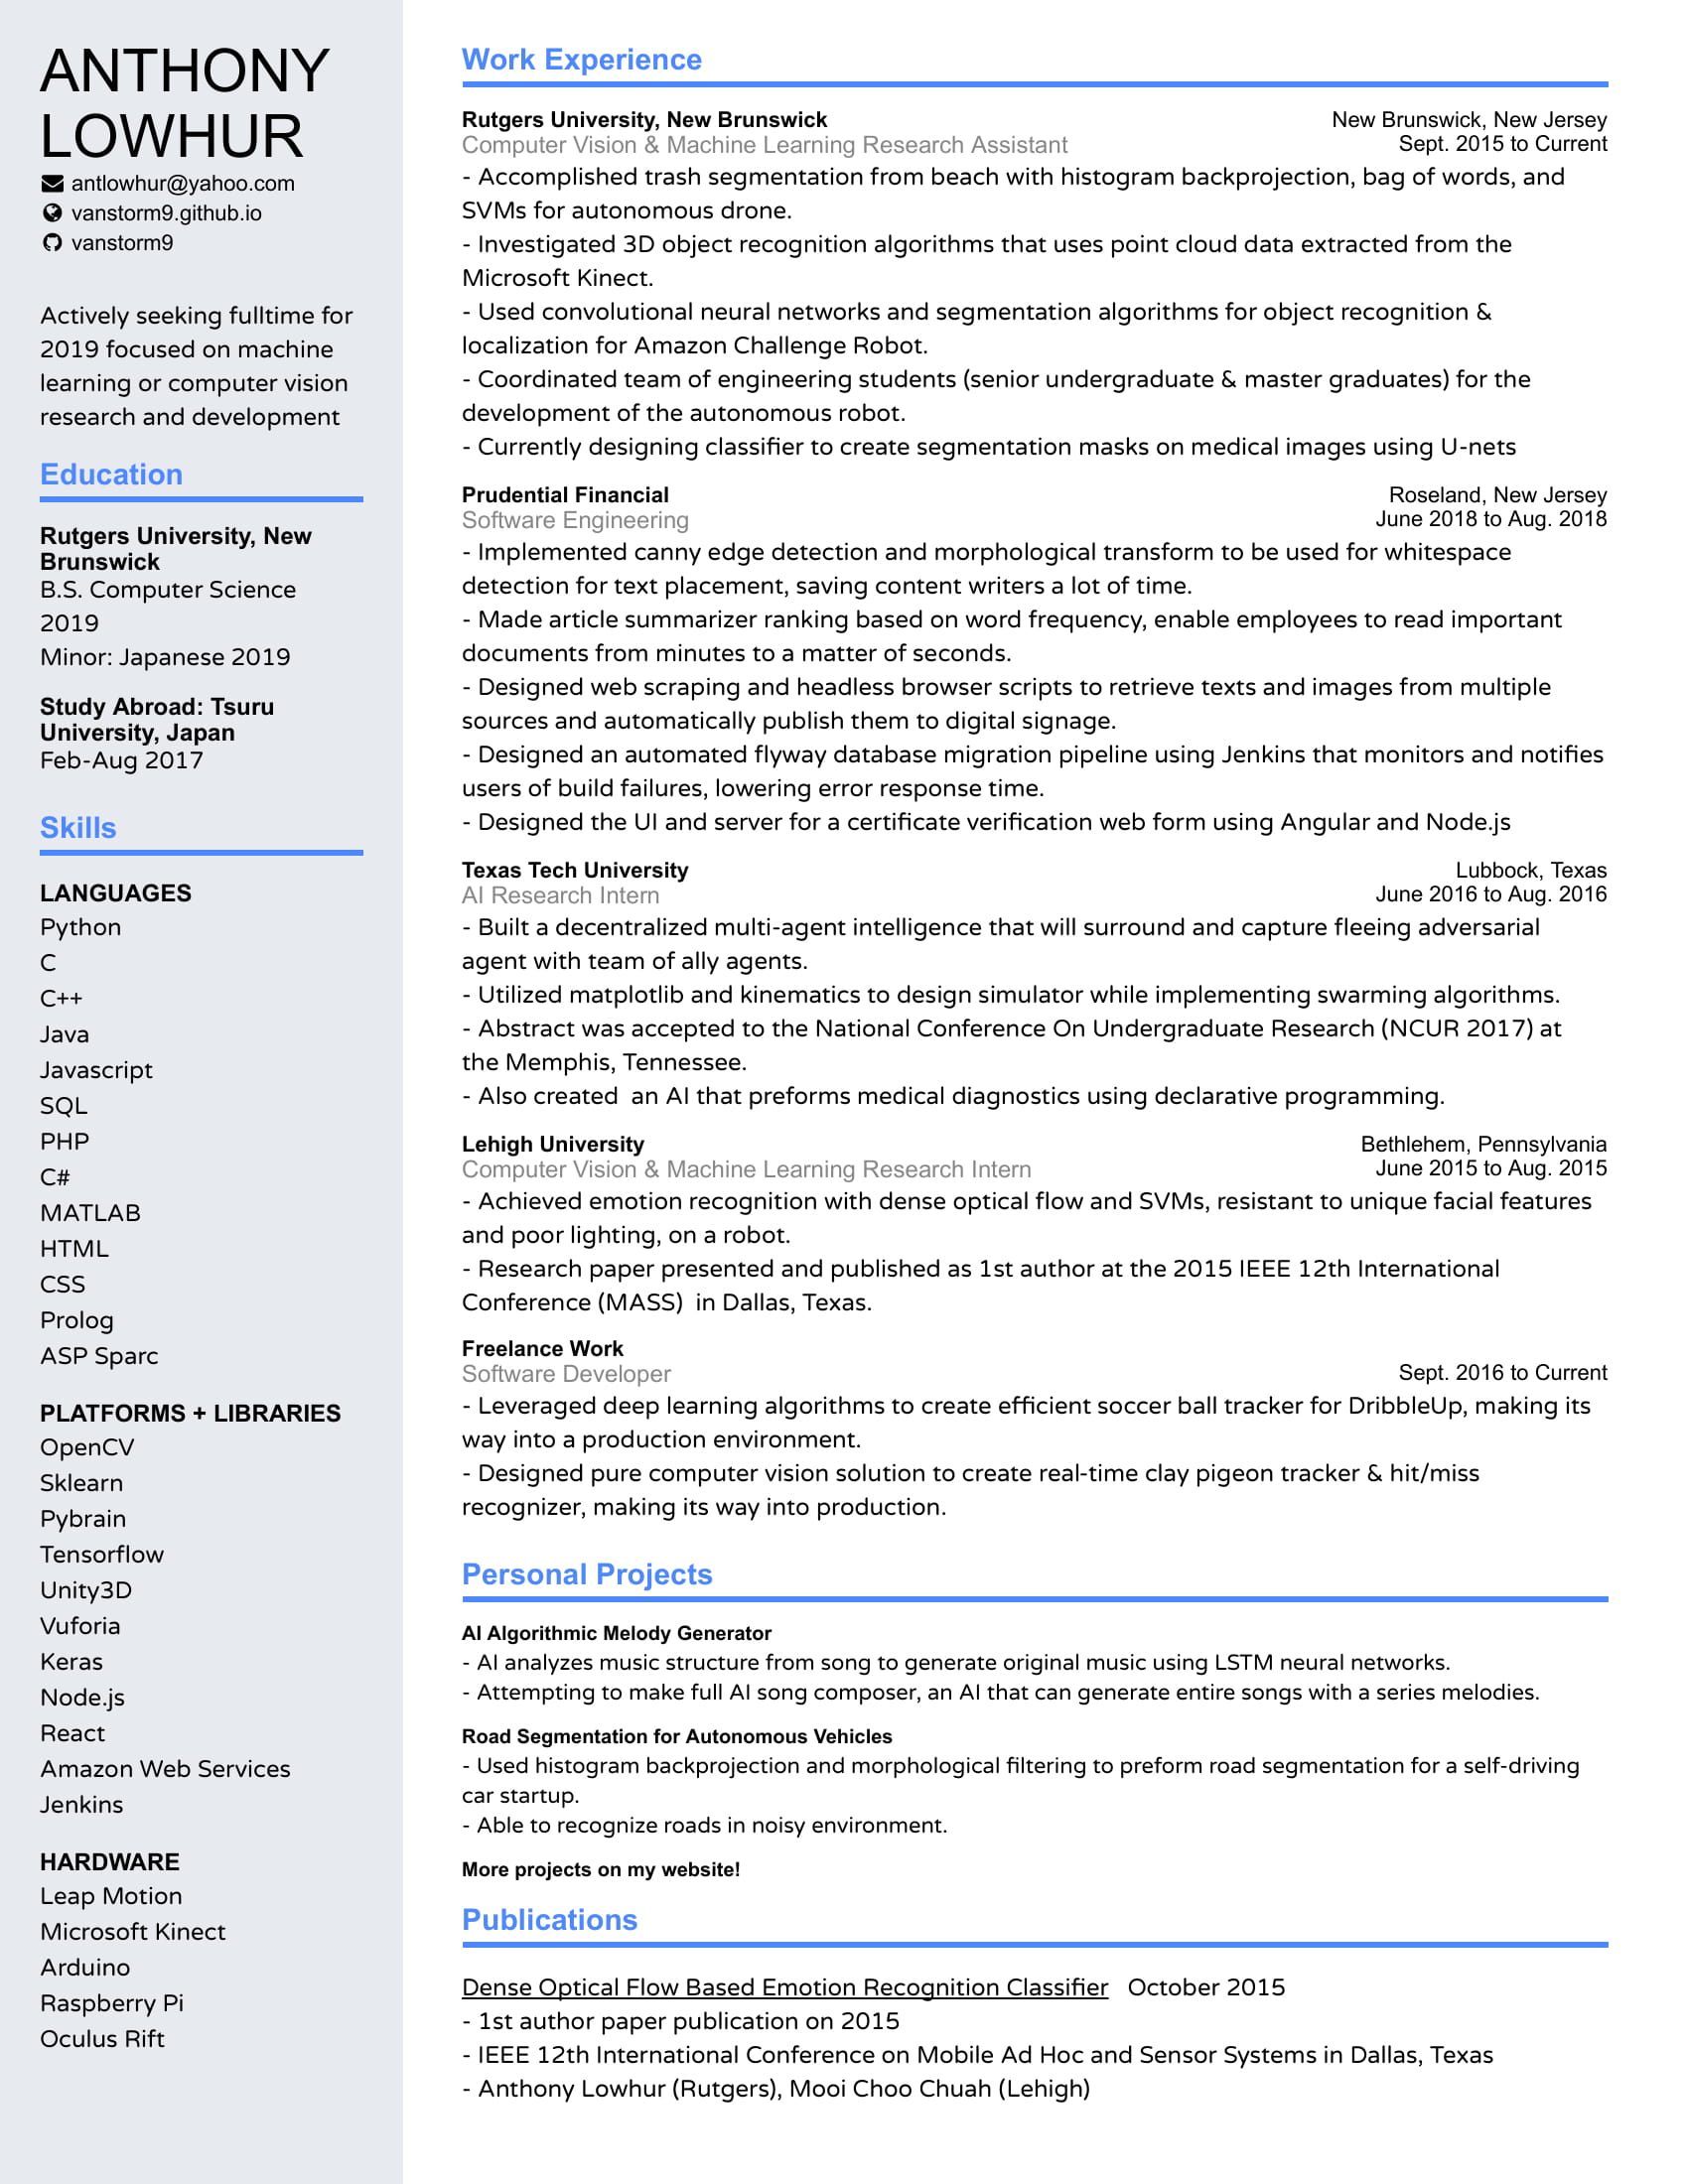 ANTHONY
LOWHUR
antlowhur@yahoo.com
vanstorm9.github.io
vanstorm9
Actively seeking fulltime for
2019 focused on machine
learning or computer vision
research and development
Education
Rutgers University, New
Brunswick
B.S. Computer Science
2019
Minor: Japanese 2019
Study Abroad: Tsuru
University, Japan
Feb-Aug 2017
Skills
LANGUAGES
Python
C
C++
Java
Javascript
SQL
PHP
C#
MATLAB
HTML
CSS
Prolog
ASP Sparc
PLATFORMS + LIBRARIES
OpenCV
Sklearn
Pybrain
Tensorflow
Unity3D
Vuforia
Keras
Node.js
React
Amazon Web Services
Jenkins
HARDWARE
Leap Motion
Microsoft Kinect
Arduino
Raspberry Pi
Oculus Rift
Work Experience
Rutgers University, New Brunswick New Brunswick, New Jersey
Computer Vision & Machine Learning Research Assistant Sept. 2015 to Current
- Accomplished trash segmentation from beach with histogram backprojection, bag of words, and
SVMs for autonomous drone.
- Investigated 3D object recognition algorithms that uses point cloud data extracted from the
Microsoft Kinect.
- Used convolutional neural networks and segmentation algorithms for object recognition &
localization for Amazon Challenge Robot.
- Coordinated team of engineering students (senior undergraduate & master graduates) for the
development of the autonomous robot.
- Currently designing classifier to create segmentation masks on medical images using U-nets
Prudential Financial Roseland, New Jersey
Software Engineering June 2018 to Aug. 2018
- Implemented canny edge detection and morphological transform to be used for whitespace
detection for text placement, saving content writers a lot of time.
- Made article summarizer ranking based on word frequency, enable employees to read important
documents from minutes to a matter of seconds.
- Designed web scraping and headless browser scripts to retrieve texts and images from multiple
sources and automatically publish them to digital signage.
- Designed an automated flyway database migration pipeline using Jenkins that monitors and notifies
users of build failures, lowering error response time.
- Designed the UI and server for a certificate verification web form using Angular and Node.js
Texas Tech University Lubbock, Texas
AI Research Intern June 2016 to Aug. 2016
- Built a decentralized multi-agent intelligence that will surround and capture fleeing adversarial
agent with team of ally agents.
- Utilized matplotlib and kinematics to design simulator while implementing swarming algorithms.
- Abstract was accepted to the National Conference On Undergraduate Research (NCUR 2017) at
the Memphis, Tennessee.
- Also created  an AI that preforms medical diagnostics using declarative programming.
Lehigh University Bethlehem, Pennsylvania
Computer Vision & Machine Learning Research Intern June 2015 to Aug. 2015
- Achieved emotion recognition with dense optical flow and SVMs, resistant to unique facial features
and poor lighting, on a robot.
- Research paper presented and published as 1st author at the 2015 IEEE 12th International
Conference (MASS)  in Dallas, Texas.
Freelance Work
Software Developer Sept. 2016 to Current
- Leveraged deep learning algorithms to create efficient soccer ball tracker for DribbleUp, making its
way into a production environment.
- Designed pure computer vision solution to create real-time clay pigeon tracker & hit/miss
recognizer, making its way into production.
Personal Projects
AI Algorithmic Melody Generator
- AI analyzes music structure from song to generate original music using LSTM neural networks.
- Attempting to make full AI song composer, an AI that can generate entire songs with a series melodies.
Road Segmentation for Autonomous Vehicles
- Used histogram backprojection and morphological filtering to preform road segmentation for a self-driving
car startup.
- Able to recognize roads in noisy environment.
More projects on my website!
Publications
Dense Optical Flow Based Emotion Recognition Classifier October 2015
- 1st author paper publication on 2015
- IEEE 12th International Conference on Mobile Ad Hoc and Sensor Systems in Dallas, Texas
- Anthony Lowhur (Rutgers), Mooi Choo Chuah (Lehigh)